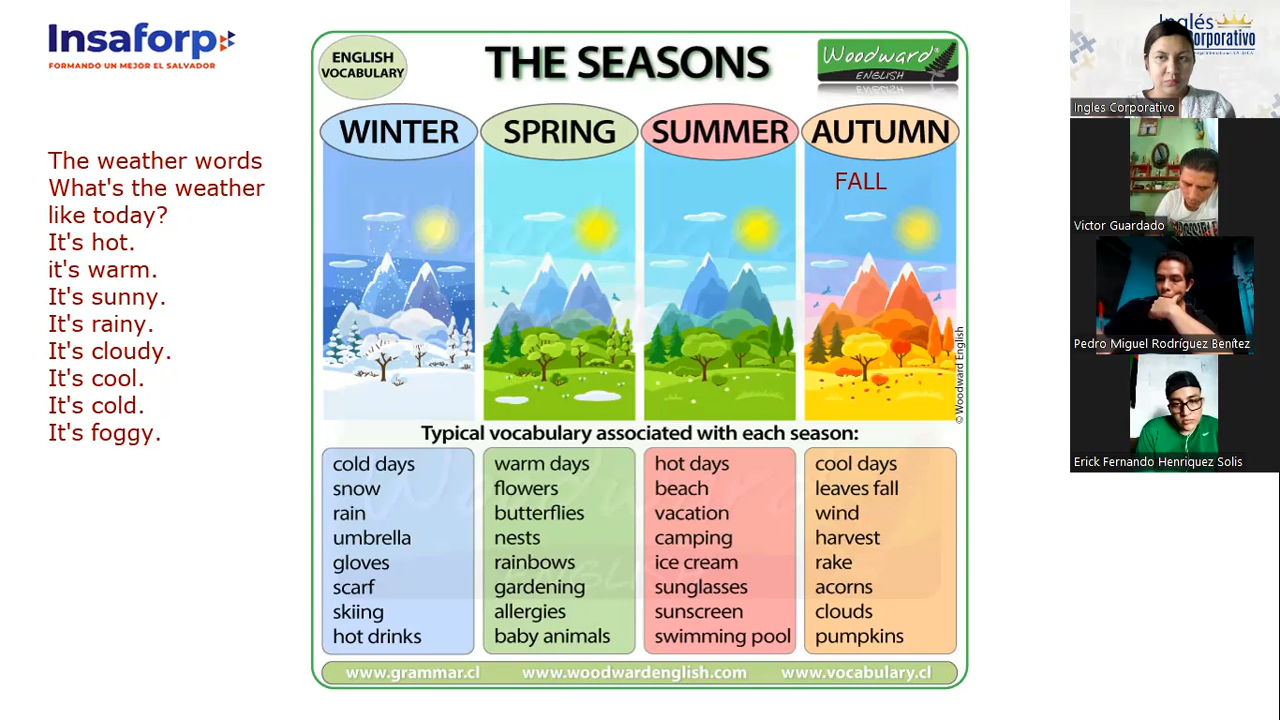 Insaforp
FORMANDO UN MEJOR EL SALVADOR
The weather words
What's the weather
like today?
It's hot.
it's warm.
It's sunny.
It's rainy.
It's cloudy.
It's cool.
It's cold.
It's foggy.
ENGLISH
VOCABULARY
THE SEASONS
Woodward®
ENGLISH
WINTER
SPRING
SUMMER
AUTUMN
FALL
© Woodward English
Typical vocabulary associated with each season:
cold days
snow
rain
umbrella
gloves
scarf
skiing
hot drinks
warm days
flowers
butterflies
nests
rainbows
gardening
allergies
baby animals
hot days
beach
vacation
camping
ice cream
sunglasses
sunscreen
swimming pool
cool days
leaves fall
wind
harvest
rake
acorns
clouds
pumpkins
www.grammar.cl
www.woodwardenglish.com
www.vocabulary.cl
Inglés
Corporativo
Ingles Corporativo
Victor Guardado
Pedro Miguel Rodríguez Benítez
Erick Fernando Henriquez Solis